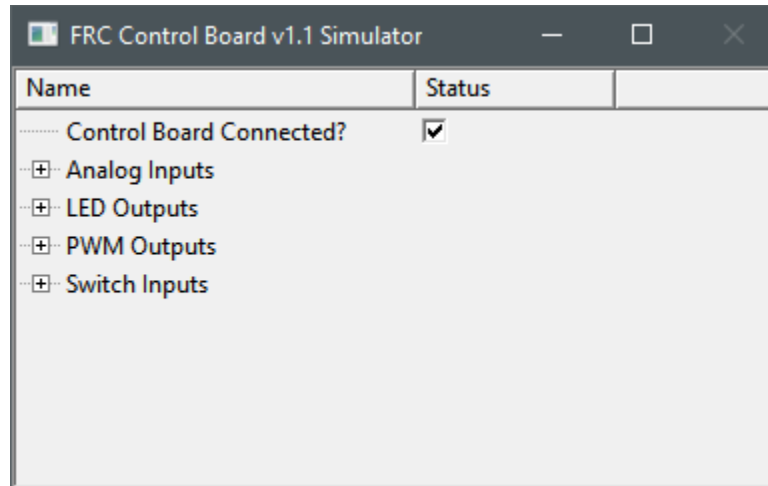 FRC Control Board v1.1 Simulator
Name Status
Control Board Connected?
Analog Inputs
LED Outputs
PWM Outputs
Switch Inputs